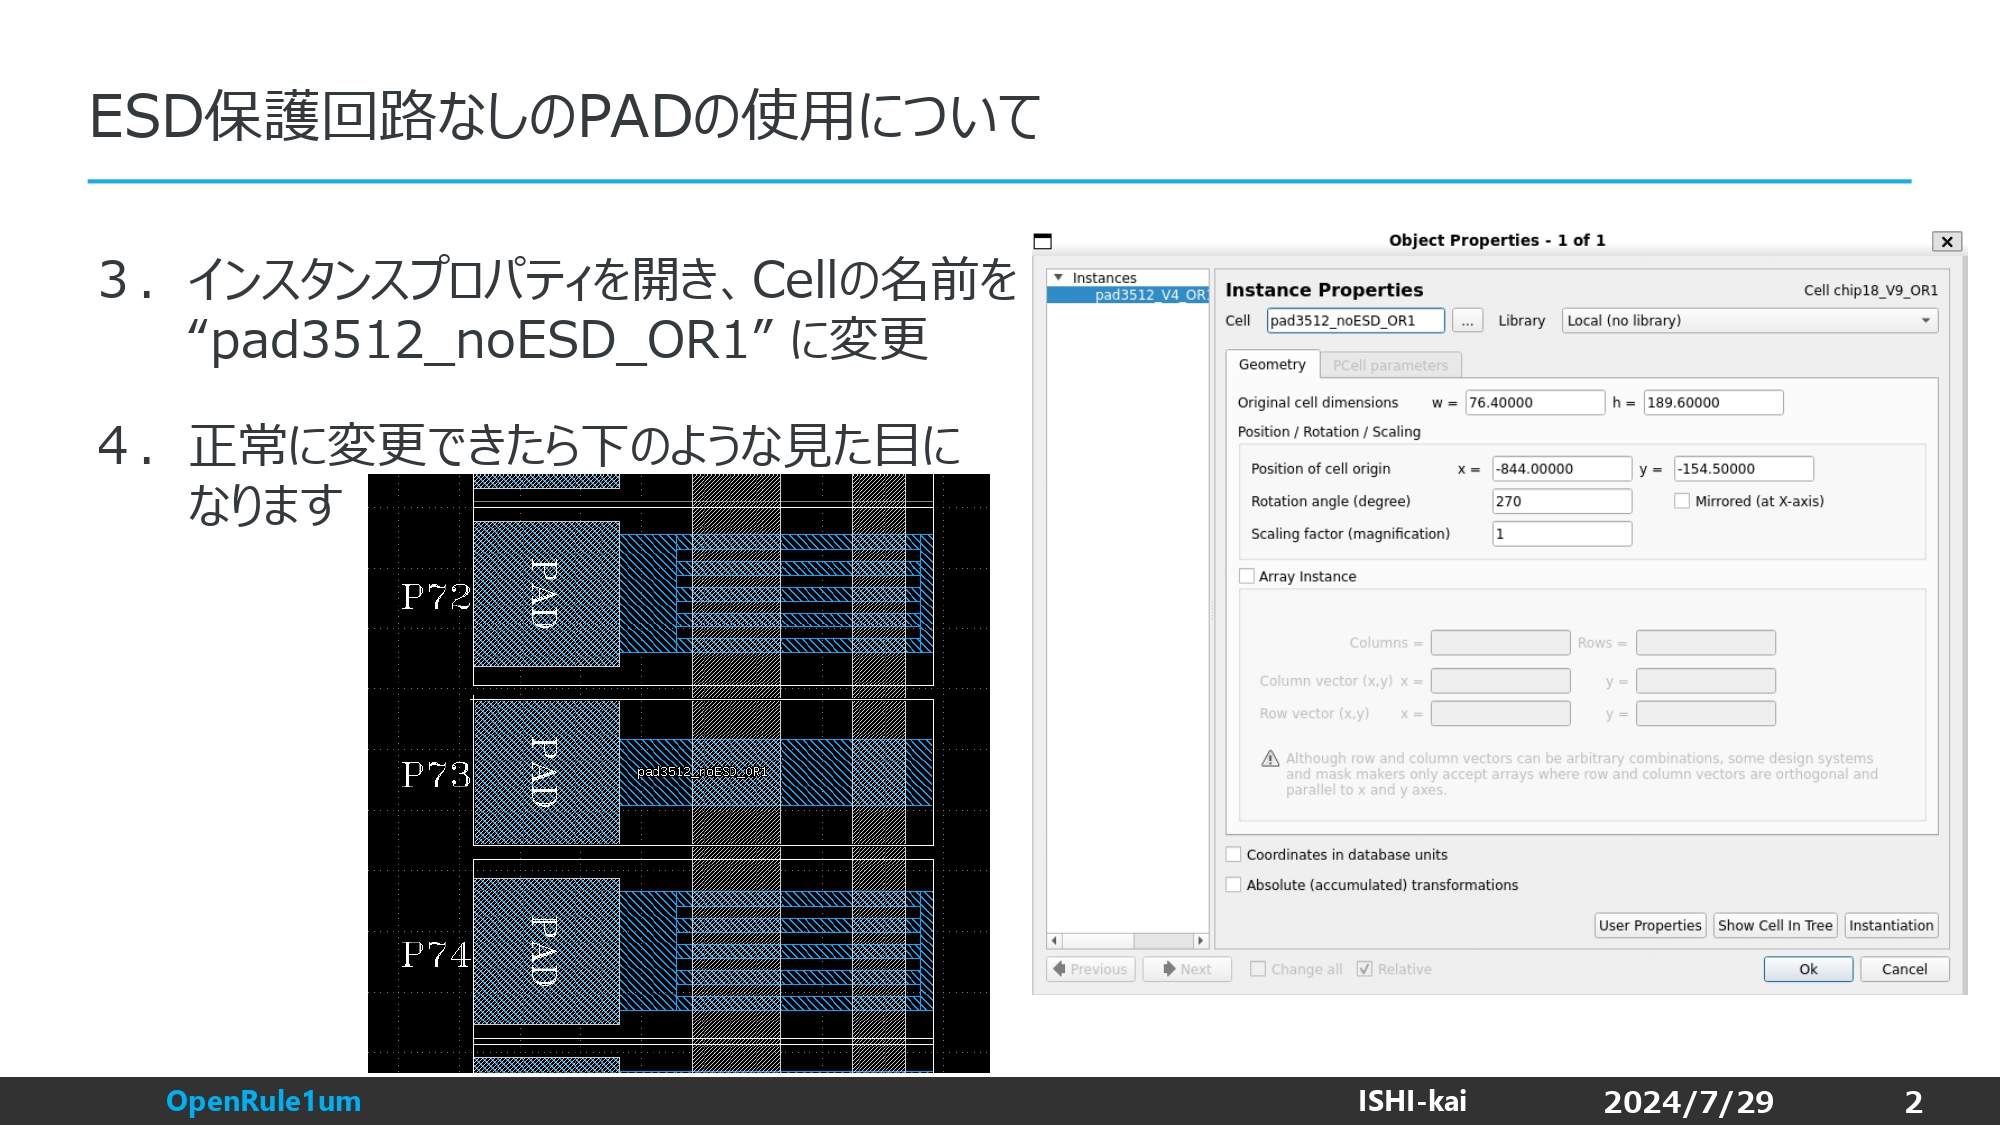 ESD保護回路なしのPADの使用について
３． インスタンスプロパティを開き、Cellの名前を
“pad3512_noESD_OR1” に変更
４． 正常に変更できたら下のような見た目に
なります
P72
PAD
P73
PAD
pad3512_noESD_OR1
P74
PAD
Object Properties - 1 of 1
Instances
pad3512_V4_OR1
Instance Properties
Cell chip18_V9_OR1
Cell pad3512_noESD_OR1 ... Library Local (no library)
Geometry PCell parameters
Original cell dimensions w = 76.40000 h = 189.60000
Position / Rotation / Scaling
Position of cell origin x = -844.00000 y = -154.50000
Rotation angle (degree) 270 Mirrored (at X-axis)
Scaling factor (magnification) 1
Array Instance
Columns = Rows =
Column vector (x,y) x = y =
Row vector (x,y) x = y =
Although row and column vectors can be arbitrary combinations, some design systems
and mask makers only accept arrays where row and column vectors are orthogonal and
parallel to x and y axes.
Coordinates in database units
Absolute (accumulated) transformations
User Properties Show Cell In Tree Instantiation
Previous Next Change all Relative Ok Cancel
OpenRule1um ISHI-kai 2024/7/29 2